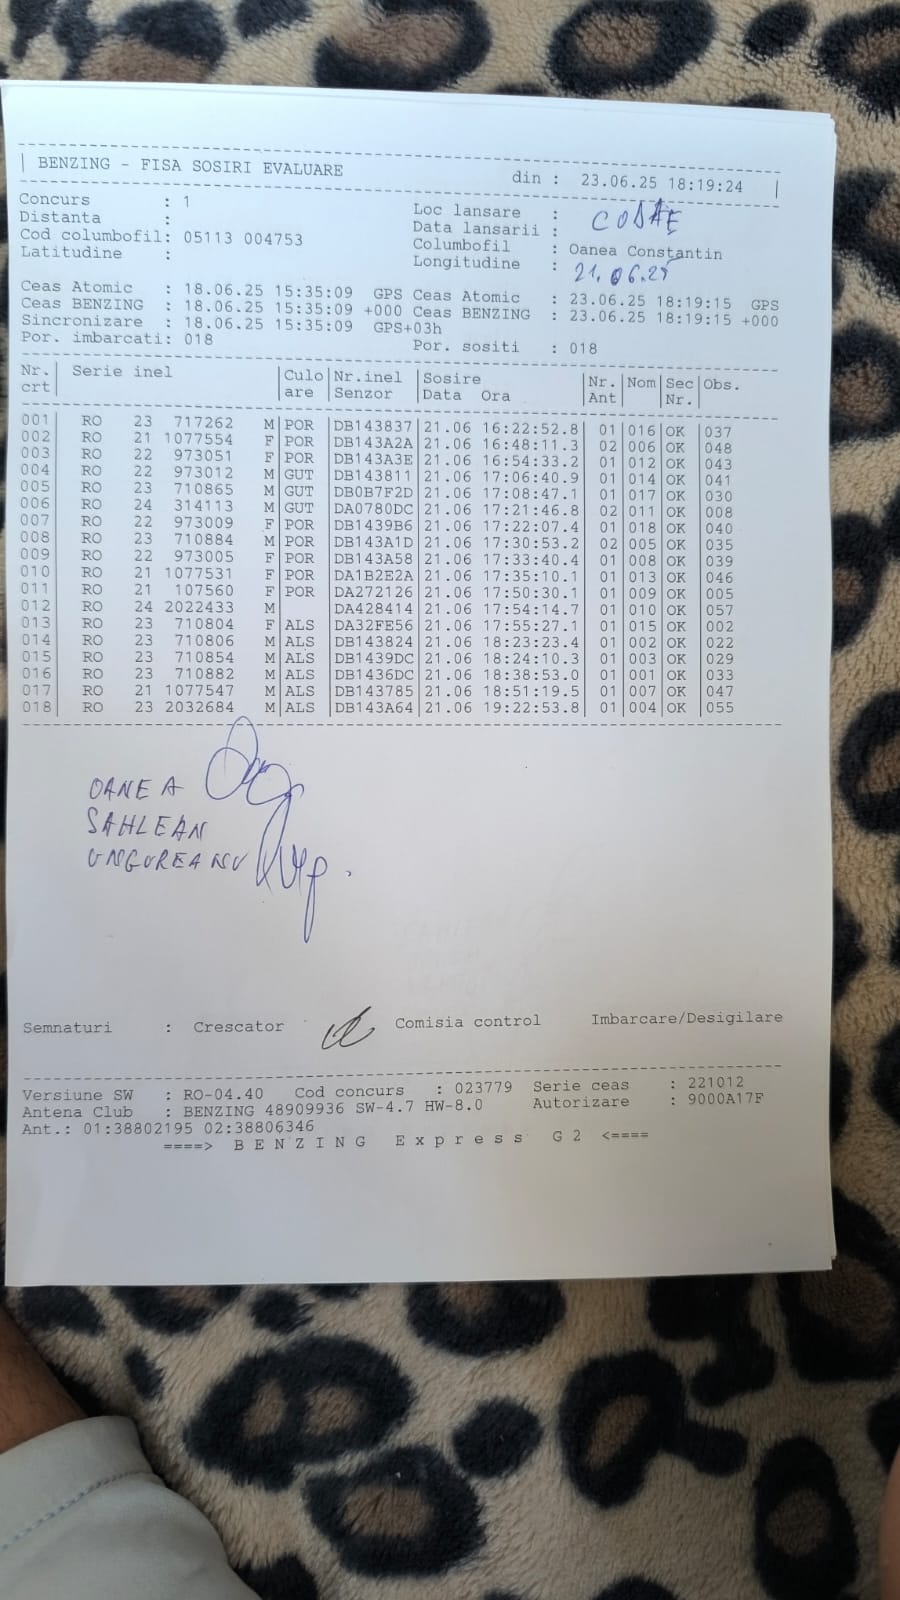 BENZING - FISA SOSIRI EVALUARE din : 23.06.25 18:19:24
Concurs : 1 Loc lansare : CODAE
Distanta : Data lansarii :
Cod columbofil: 05113 004753 Columbofil : Oanea Constantin
Latitudine : Longitudine : 21.06.25
Ceas Atomic : 18.06.25 15:35:09 GPS Ceas Atomic : 23.06.25 18:19:15 GPS
Ceas BENZING : 18.06.25 15:35:09 +000 Ceas BENZING : 23.06.25 18:19:15 +000
Sincronizare : 18.06.25 15:35:09 GPS+03h
Por. imbarcati: 018 Por. sositi : 018
Nr. Serie inel Culo Nr.inel Sosire Nr. Nom Sec Obs.
crt are Senzor Data Ora Ant Nr.
001 RO 23 717262 M POR DB143837 21.06 16:22:52.8 01 016 OK 037
002 RO 21 1077554 F POR DB143A2A 21.06 16:48:11.3 02 006 OK 048
003 RO 22 973051 F POR DB143A3E 21.06 16:54:33.2 01 012 OK 043
004 RO 22 973012 M GUT DB143811 21.06 17:06:40.9 01 014 OK 041
005 RO 23 710865 M GUT DB0B7F2D 21.06 17:08:47.1 01 017 OK 030
006 RO 24 314113 M GUT DA0780DC 21.06 17:21:46.8 02 011 OK 008
007 RO 22 973009 F POR DB1439B6 21.06 17:22:07.4 01 018 OK 040
008 RO 23 710884 M POR DB143A1D 21.06 17:30:53.2 02 005 OK 035
009 RO 22 973005 F POR DB143A58 21.06 17:33:40.4 01 008 OK 039
010 RO 21 1077531 F POR DA1B2E2A 21.06 17:35:10.1 01 013 OK 046
011 RO 21 107560 F POR DA272126 21.06 17:50:30.1 01 009 OK 005
012 RO 24 2022433 M DA428414 21.06 17:54:14.7 01 010 OK 057
013 RO 23 710804 F ALS DA32FE56 21.06 17:55:27.1 01 015 OK 002
014 RO 23 710806 M ALS DB143824 21.06 18:23:23.4 01 002 OK 022
015 RO 23 710854 M ALS DB1439DC 21.06 18:24:10.3 01 003 OK 029
016 RO 23 710882 M ALS DB1436DC 21.06 18:38:53.0 01 001 OK 033
017 RO 21 1077547 M ALS DB143785 21.06 18:51:19.5 01 007 OK 047
018 RO 23 2032684 M ALS DB143A64 21.06 19:22:53.8 01 004 OK 055
OANEA
SAHLEAN
UNGUREANU
Semnaturi : Crescator Comisia control Imbarcare/Desigilare
Versiune SW : RO-04.40 Cod concurs : 023779 Serie ceas : 221012
Antena Club : BENZING 48909936 SW-4.7 HW-8.0 Autorizare : 9000A17F
Ant.: 01:38802195 02:38806346
====> B E N Z I N G E x p r e s s G 2 <====